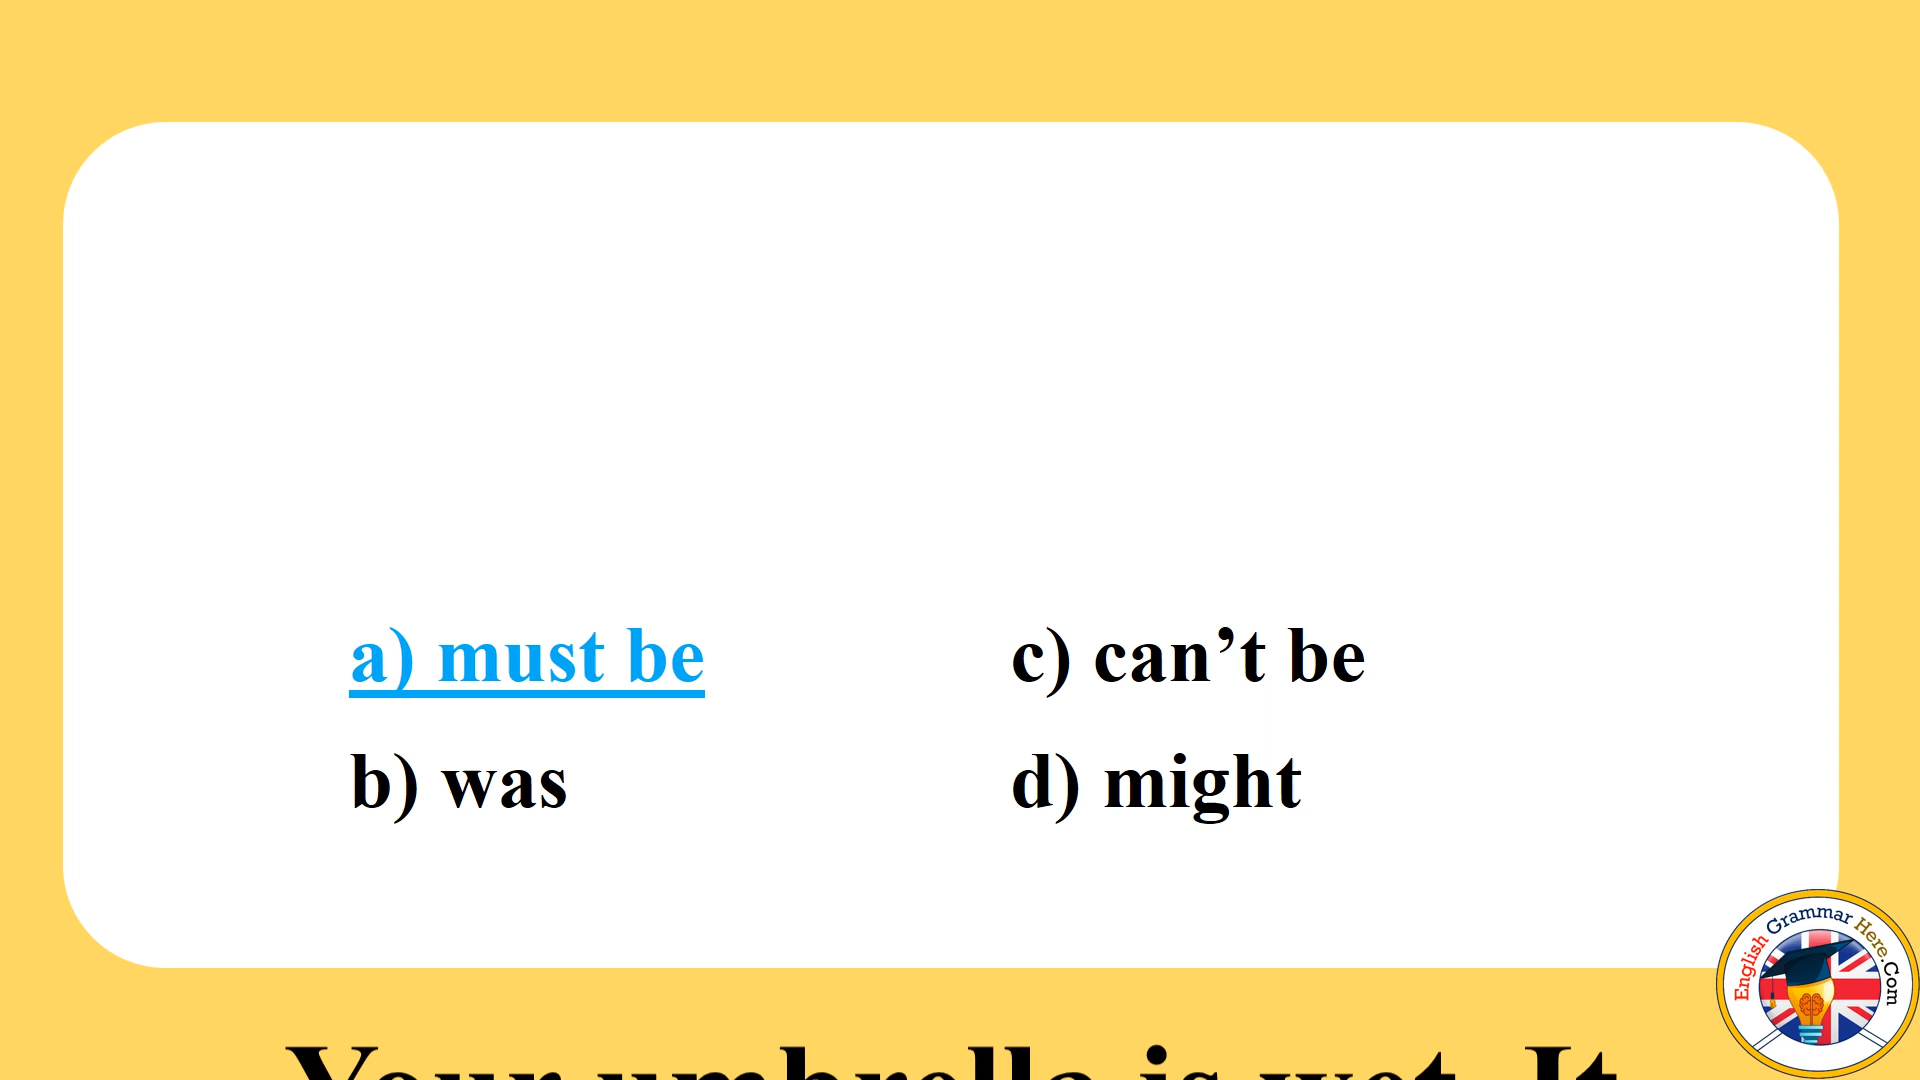 a) must be
c) can’t be
b) was
d) might
English Grammar Here.Com
Your umbrella is wet. It